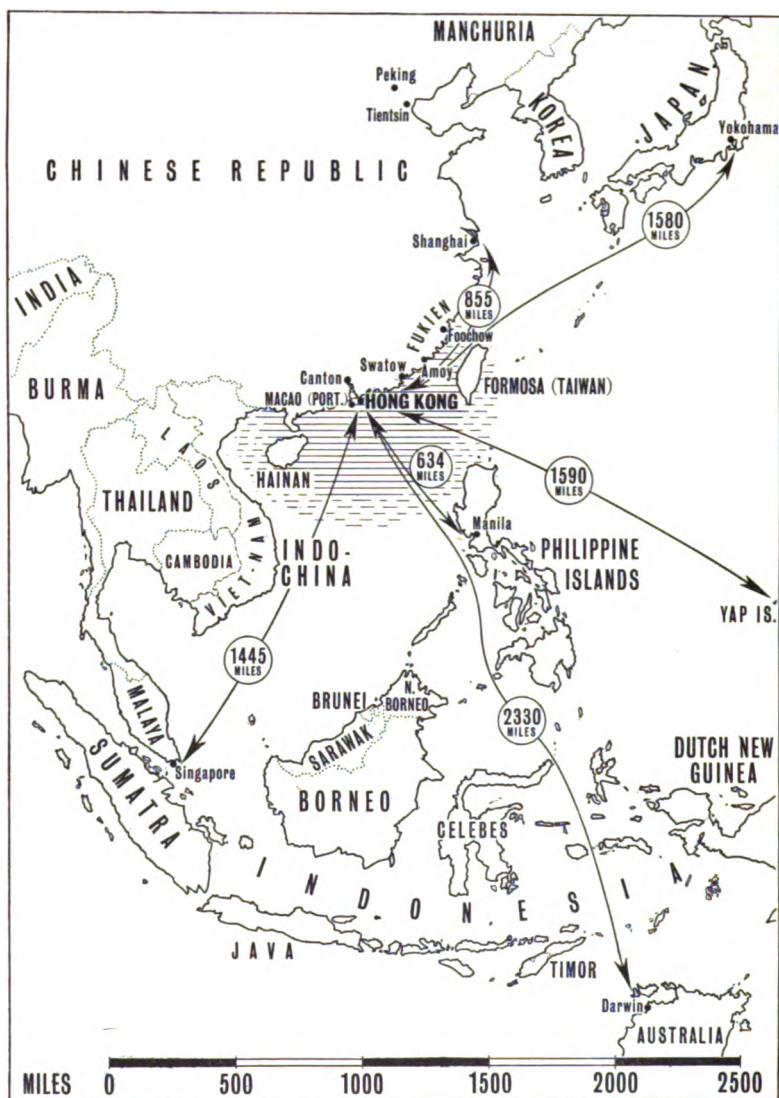 MANCHURIA
Peking
Tientsin
KOREA
JAPAN
Yokohama
CHINESE REPUBLIC
1580
MILES
Shanghai
INDIA
855
MILES
FUKIEN
Foochow
BURMA
Canton
Swatow
Amoy
FORMOSA (TAIWAN)
MACAO (PORT.)
HONG KONG
LAOS
HAINAN
634
MILES
1590
MILES
THAILAND
Manila
CAMBODIA
INDO-
CHINA
VIET-NAN
PHILIPPINE
ISLANDS
YAP IS.
1445
MILES
MALAYA
BRUNEI
N.
BORNEO
2330
MILES
SARAWAK
DUTCH NEW
GUINEA
SUMATRA
Singapore
BORNEO
CELEBES
INDONESIA
JAVA
TIMOR
Darwin
AUSTRALIA
MILES 0 500 1000 1500 2000 2500